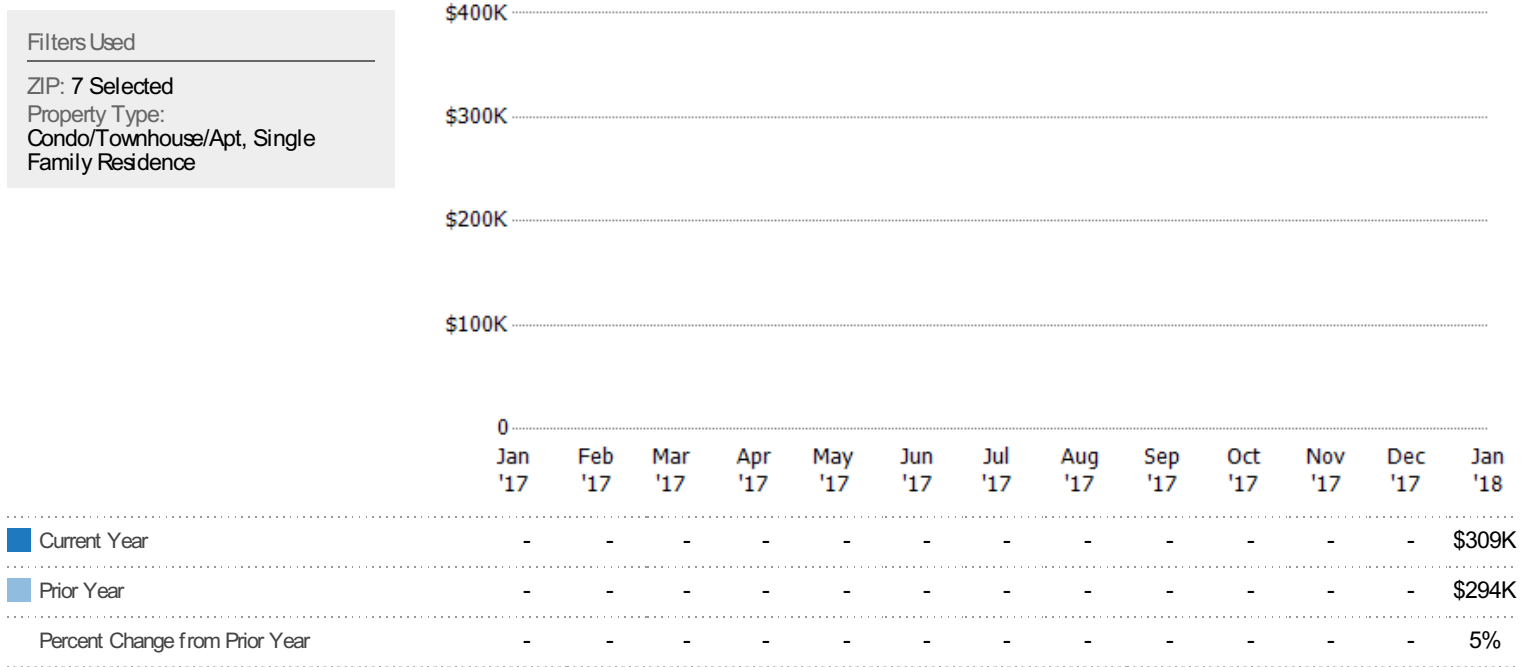 Filters Used
ZIP: 7 Selected
Property Type:
Condo/Townhouse/Apt, Single
Family Residence
$400K
$300K
$200K
$100K
0
Jan Feb Mar Apr May Jun Jul Aug Sep Oct Nov Dec Jan
'17 '17 '17 '17 '17 '17 '17 '17 '17 '17 '17 '17 '18
Current Year - - - - - - - - - - - - $309K
Prior Year - - - - - - - - - - - - $294K
Percent Change from Prior Year - - - - - - - - - - - - 5%